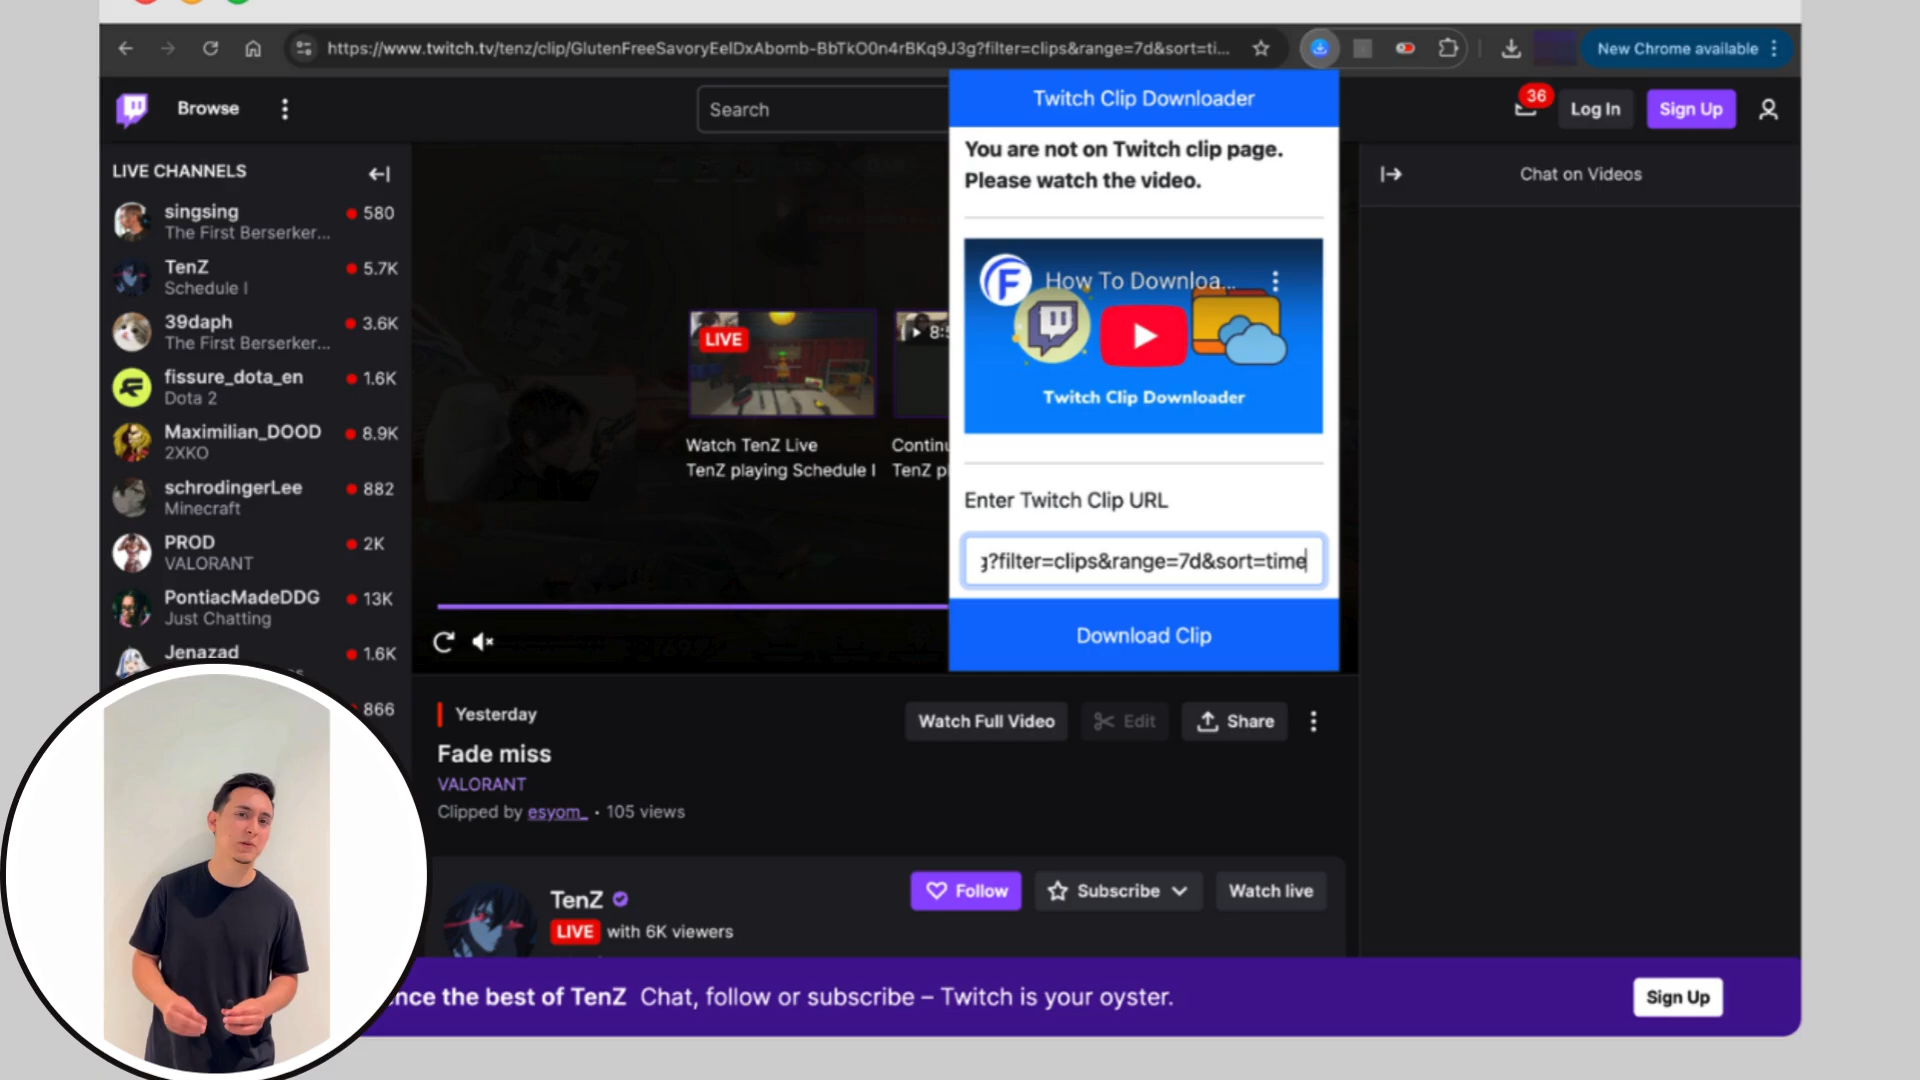 https://www.twitch.tv/tenz/clip/GlutenFreeSavoryEelDxAbomb-BbTkO0n4rBKq9J3g?filter=clips&range=7d&sort=ti...
New Chrome available
Browse
Search
36
Log In
Sign Up
Twitch Clip Downloader
You are not on Twitch clip page.
Please watch the video.
How To Downloa...
Twitch Clip Downloader
Enter Twitch Clip URL
g?filter=clips&range=7d&sort=time
Download Clip
LIVE CHANNELS
singsing
580
The First Berserker...
TenZ
5.7K
Schedule I
39daph
3.6K
The First Berserker...
fissure_dota_en
1.6K
Dota 2
Maximilian_DOOD
8.9K
2XKO
schrodingerLee
882
Minecraft
PROD
2K
VALORANT
PontiacMadeDDG
13K
Just Chatting
Jenazad
1.6K
866
LIVE
Watch TenZ Live
TenZ playing Schedule I
8:5
Continu
TenZ p
Chat on Videos
Yesterday
Fade miss
VALORANT
Clipped by esyom_ • 105 views
Watch Full Video
Edit
Share
TenZ
LIVE with 6K viewers
Follow
Subscribe
Watch live
nce the best of TenZ Chat, follow or subscribe – Twitch is your oyster.
Sign Up